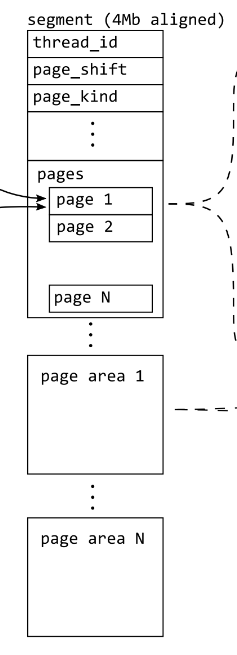 segment (4Mb aligned)
thread_id
page_shift
page_kind
pages
page 1
page 2
page N
page area 1
page area N